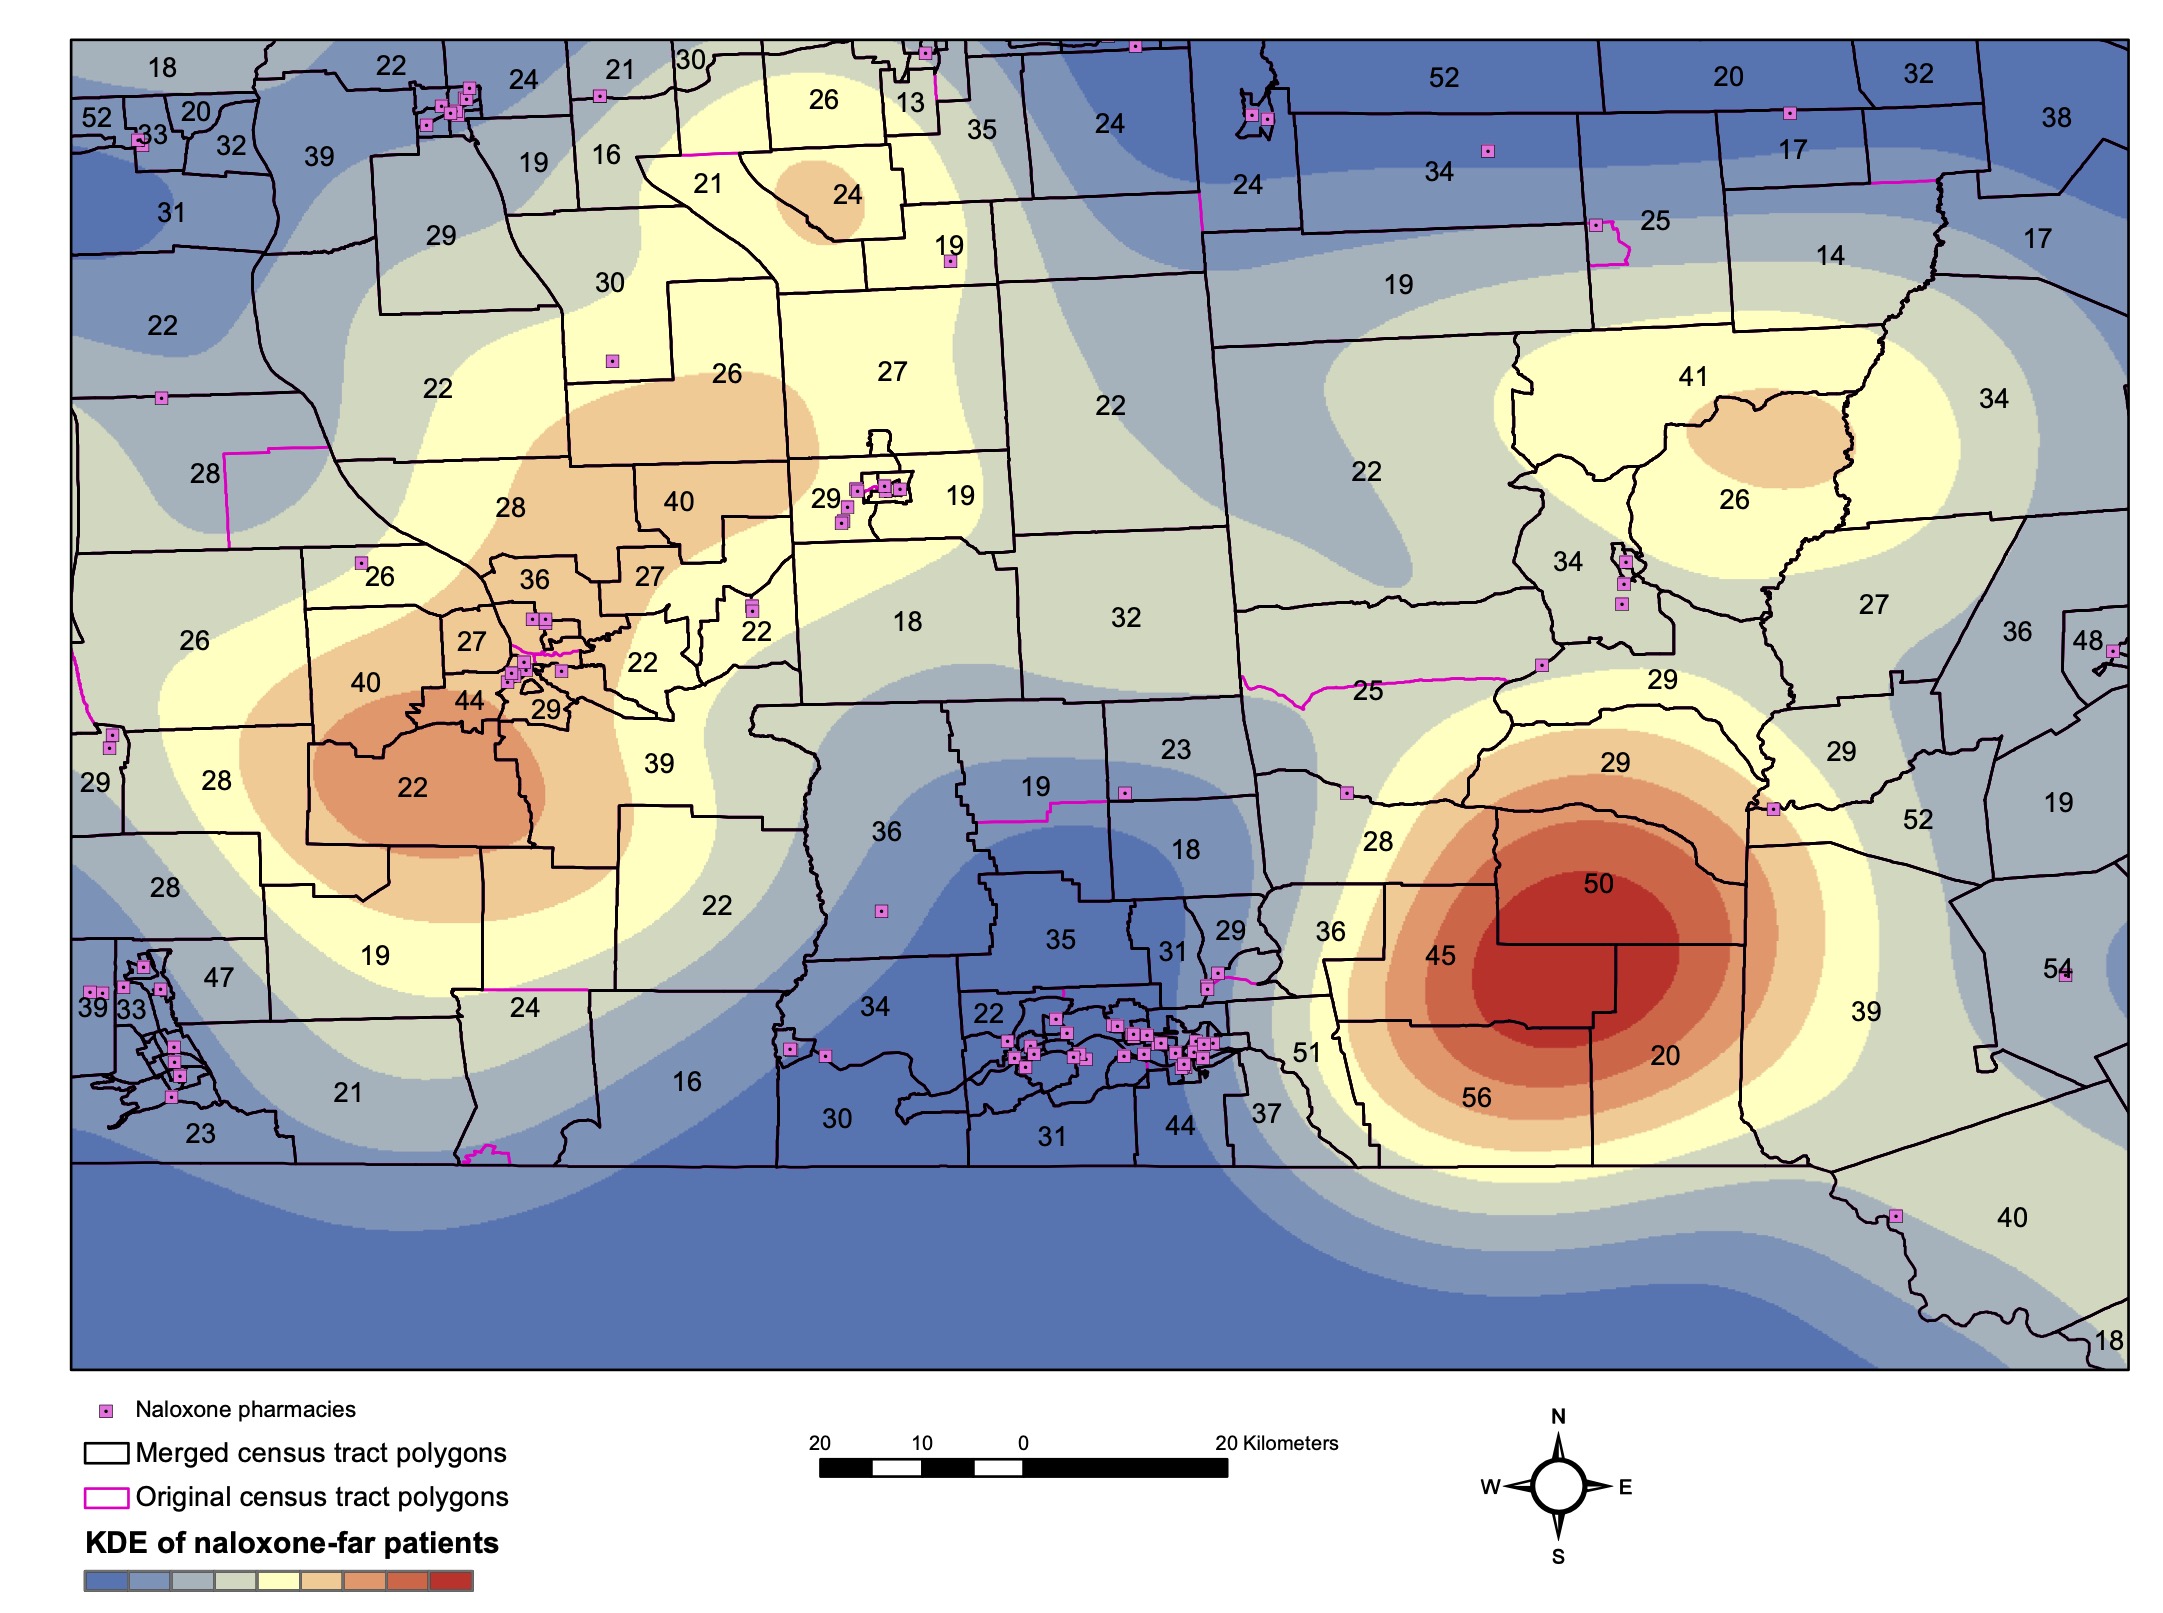 18 22 24 21 30 26 13 35 24 52 20 32 38
52 20 33 32 39 19 16 34 17
31 29 21 24 19 24 25 14 17
22 30 19
22 26 27 22 41 34
28 28 40 29 19 22 26
26 36 27 34 27
26 27 22 22 18 32 36 48
40 44 29 25 29
29 28 22 39 23 19 29 29 19
28 22 36 18 28 50 52
19 47 35 31 29 36 45 54
39 33 24 34 22 51 20 39
21 16 30 31 44 37 56
23 40
18
Naloxone pharmacies
Merged census tract polygons
Original census tract polygons
KDE of naloxone-far patients
20 10 0 20 Kilometers
N
W E
S